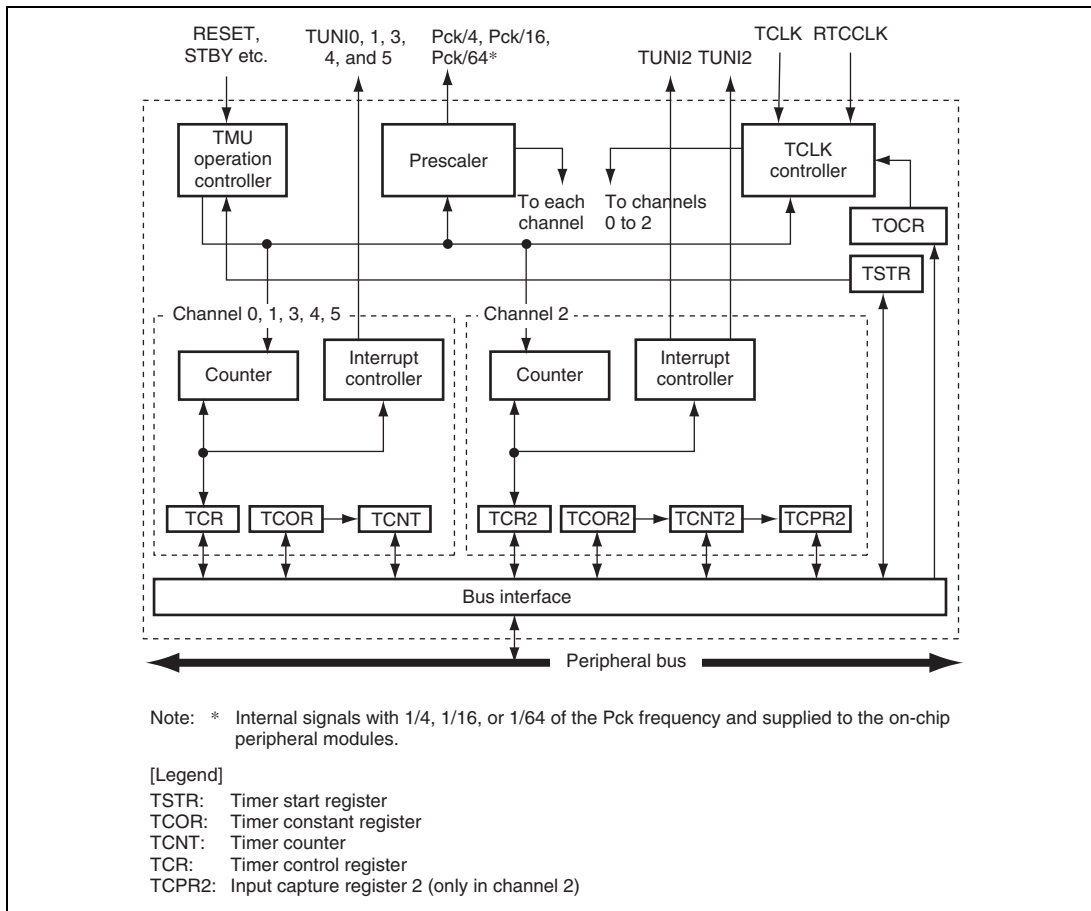 RESET,
STBY etc.
TUNI0, 1, 3,
4, and 5
Pck/4, Pck/16,
Pck/64*
TUNI2 TUNI2
TCLK RTCCLK
TMU
operation
controller
Prescaler
TCLK
controller
To each
channel
To channels
0 to 2
TOCR
TSTR
Channel 0, 1, 3, 4, 5
Channel 2
Counter
Interrupt
controller
Counter
Interrupt
controller
TCR
TCOR
TCNT
TCR2
TCOR2
TCNT2
TCPR2
Bus interface
Peripheral bus
Note: * Internal signals with 1/4, 1/16, or 1/64 of the Pck frequency and supplied to the on-chip
peripheral modules.
[Legend]
TSTR: Timer start register
TCOR: Timer constant register
TCNT: Timer counter
TCR: Timer control register
TCPR2: Input capture register 2 (only in channel 2)